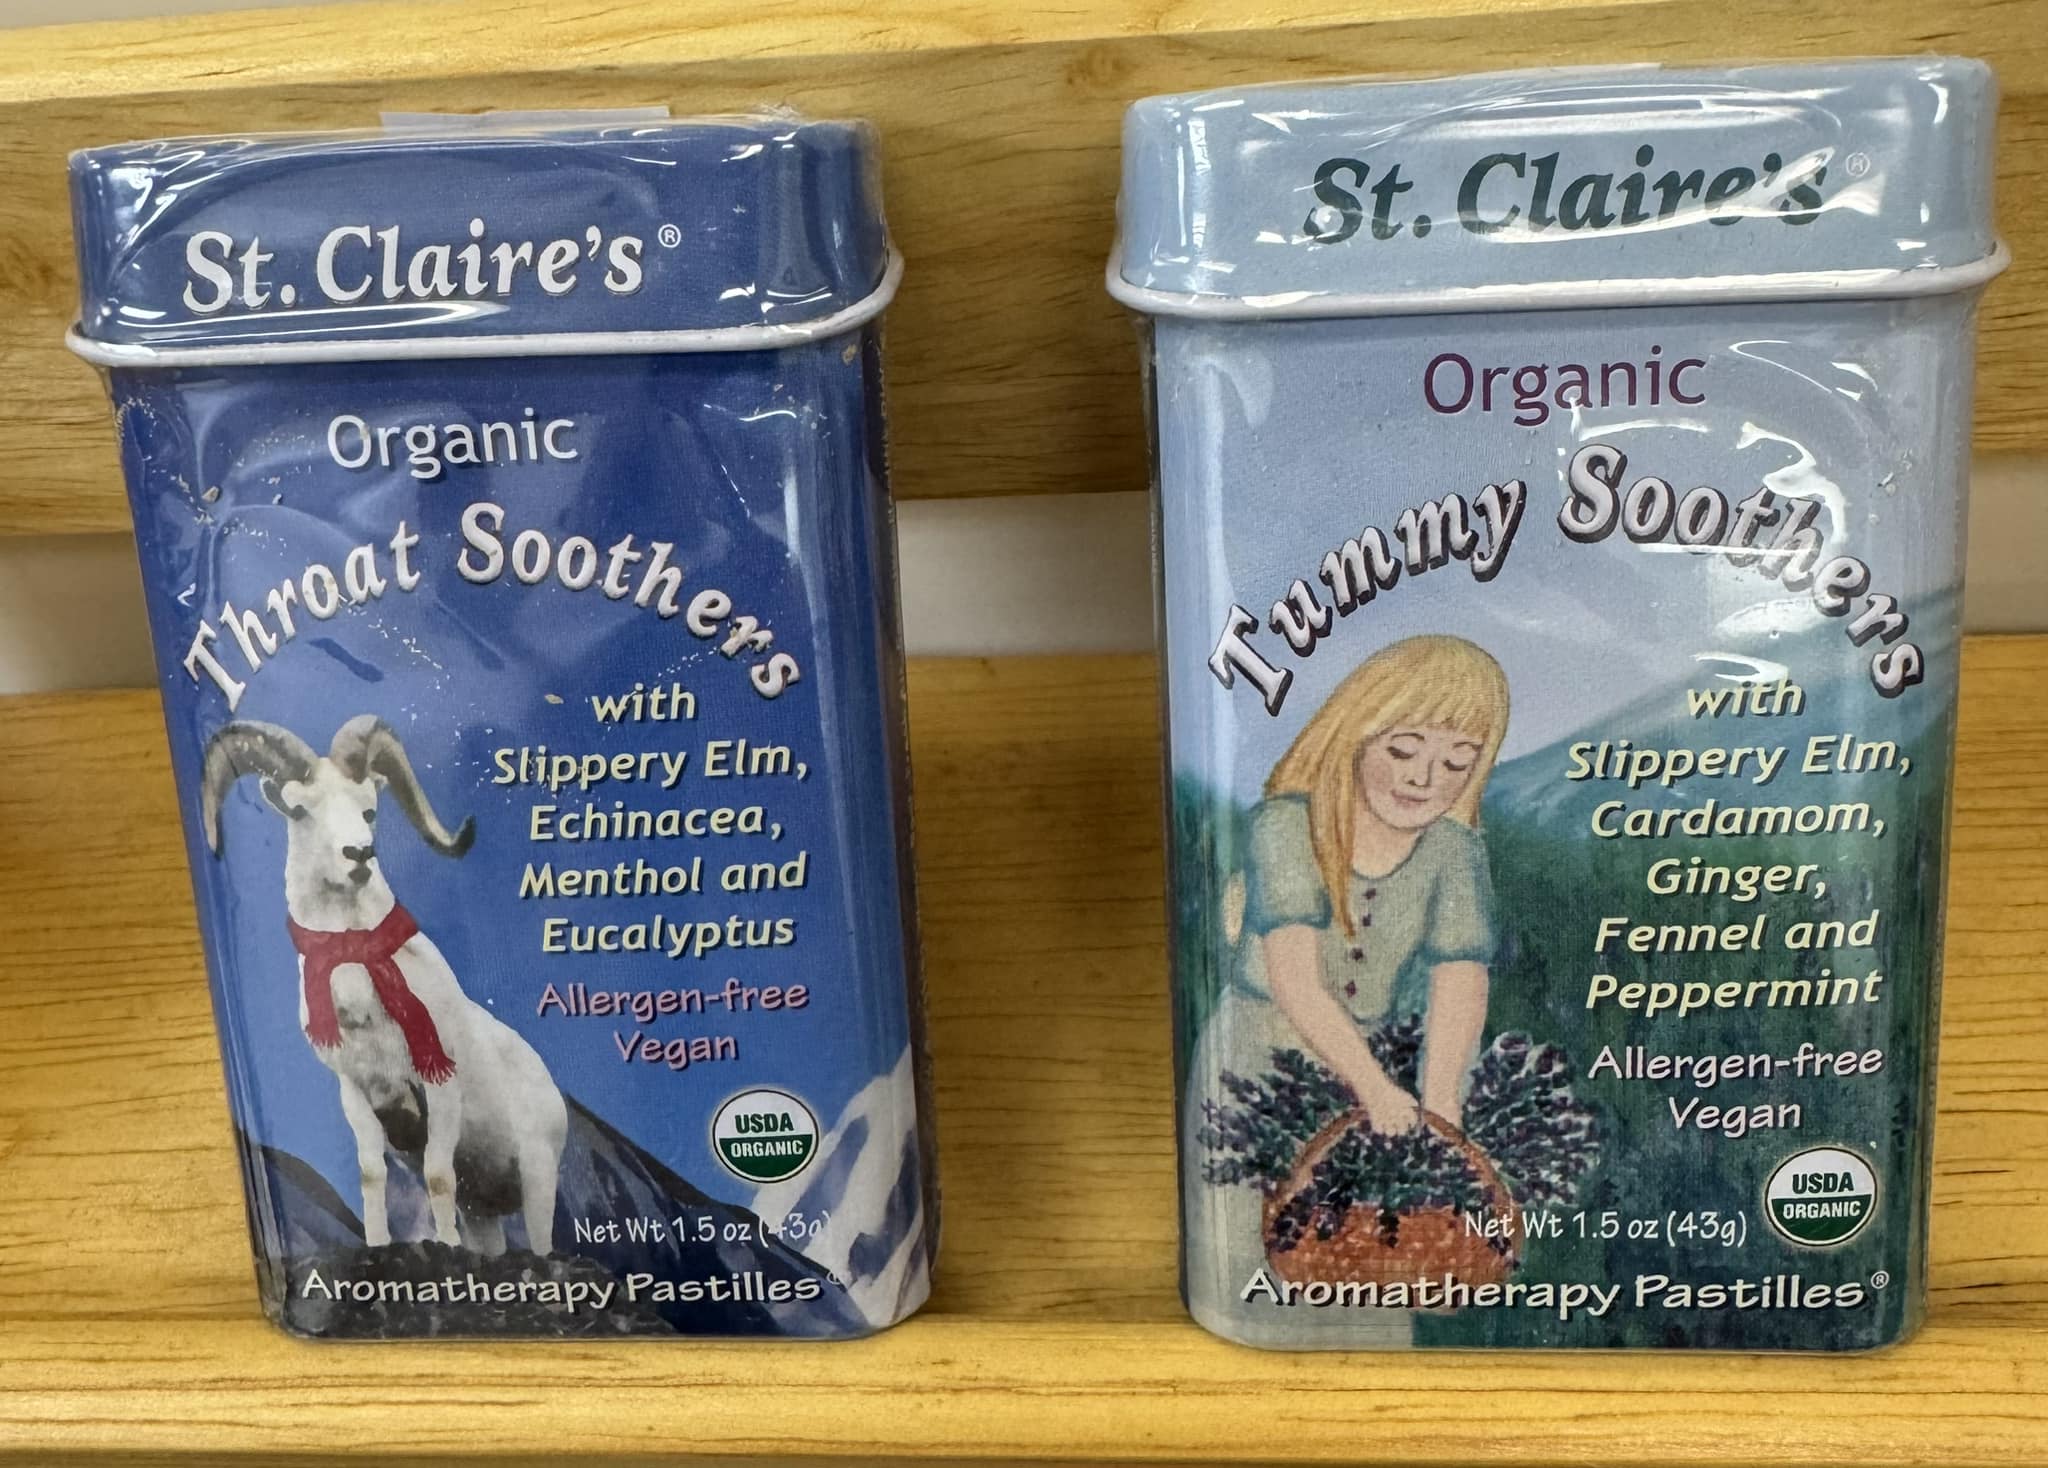 St. Claire's®
Organic
Throat Soothers
with
Slippery Elm,
Echinacea,
Menthol and
Eucalyptus
Allergen-free
Vegan
USDA
ORGANIC
Net Wt 1.5 oz (43g)
Aromatherapy Pastilles®
St. Claire's®
Organic
Tummy Soothers
with
Slippery Elm,
Cardamom,
Ginger,
Fennel and
Peppermint
Allergen-free
Vegan
USDA
ORGANIC
Net Wt 1.5 oz (43g)
Aromatherapy Pastilles®